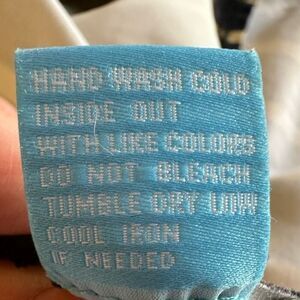 HAND WASH COLD
INSIDE OUT
WITH LIKE COLORS
DO NOT BLEACH
TUMBLE DRY LOW
COOL IRON
IF NEEDED